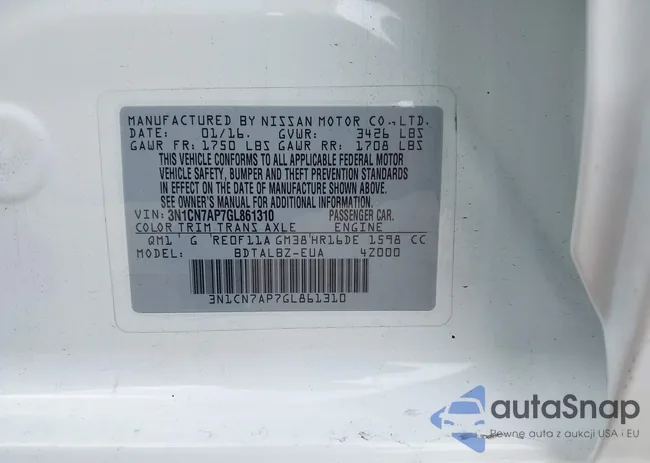 MANUFACTURED BY NISSAN MOTOR CO.,LTD.
DATE: 01/16. GVWR: 3426 LBS
GAWR FR: 1750 LBS GAWR RR: 1708 LBS
THIS VEHICLE CONFORMS TO ALL APPLICABLE FEDERAL MOTOR
VEHICLE SAFETY, BUMPER AND THEFT PREVENTION STANDARDS
IN EFFECT ON THE DATE OF MANUFACTURE SHOWN ABOVE.
SEE OWNER'S MANUAL FOR ADDITIONAL INFORMATION.
VIN: 3N1CN7AP7GL861310 PASSENGER CAR.
COLOR TRIM TRANS AXLE ENGINE
QM1 G RE0F11A GM38 HR16DE 1598 CC
MODEL: BDTALBZ-EUA 4Z000
3N1CN7AP7GL861310
autaSnap
Pewne auta z aukcji USA i EU